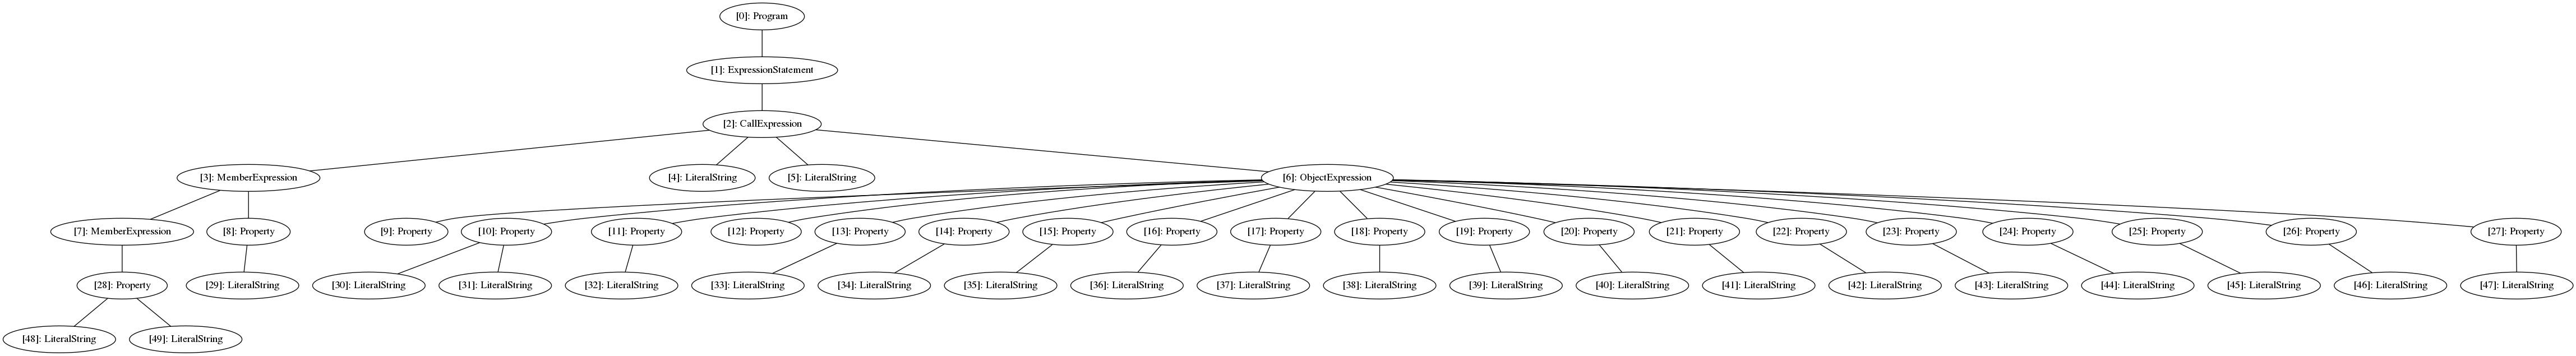 [0]: Program
[1]: ExpressionStatement
[2]: CallExpression
[3]: MemberExpression
[4]: LiteralString
[5]: LiteralString
[6]: ObjectExpression
[7]: MemberExpression
[8]: Property
[9]: Property
[10]: Property
[11]: Property
[12]: Property
[13]: Property
[14]: Property
[15]: Property
[16]: Property
[17]: Property
[18]: Property
[19]: Property
[20]: Property
[21]: Property
[22]: Property
[23]: Property
[24]: Property
[25]: Property
[26]: Property
[27]: Property
[28]: Property
[29]: LiteralString
[30]: LiteralString
[31]: LiteralString
[32]: LiteralString
[33]: LiteralString
[34]: LiteralString
[35]: LiteralString
[36]: LiteralString
[37]: LiteralString
[38]: LiteralString
[39]: LiteralString
[40]: LiteralString
[41]: LiteralString
[42]: LiteralString
[43]: LiteralString
[44]: LiteralString
[45]: LiteralString
[46]: LiteralString
[47]: LiteralString
[48]: LiteralString
[49]: LiteralString